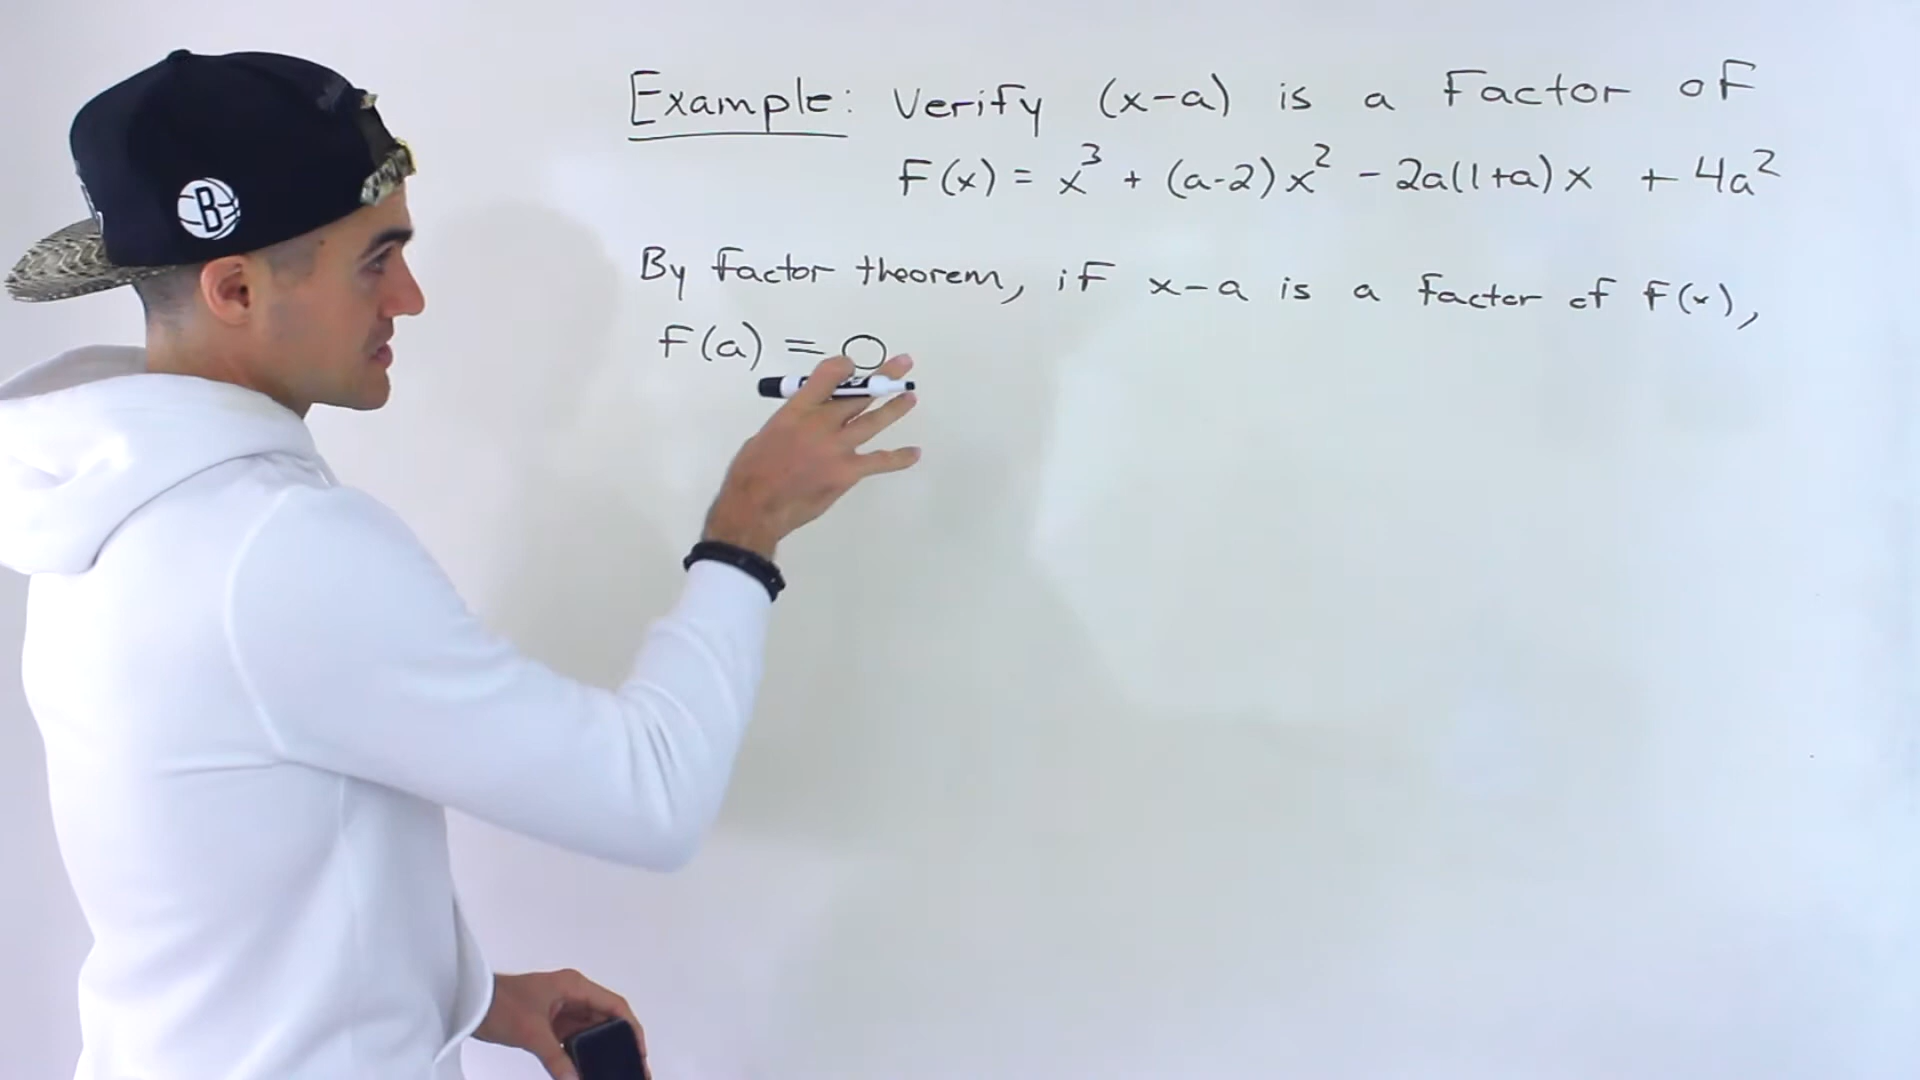 Example: Verify (x-a) is a Factor of
F(x) = x³ + (a-2)x² - 2a(1+a)x + 4a²
By factor theorem, if x-a is a factor of F(x),
F(a) = 0
B